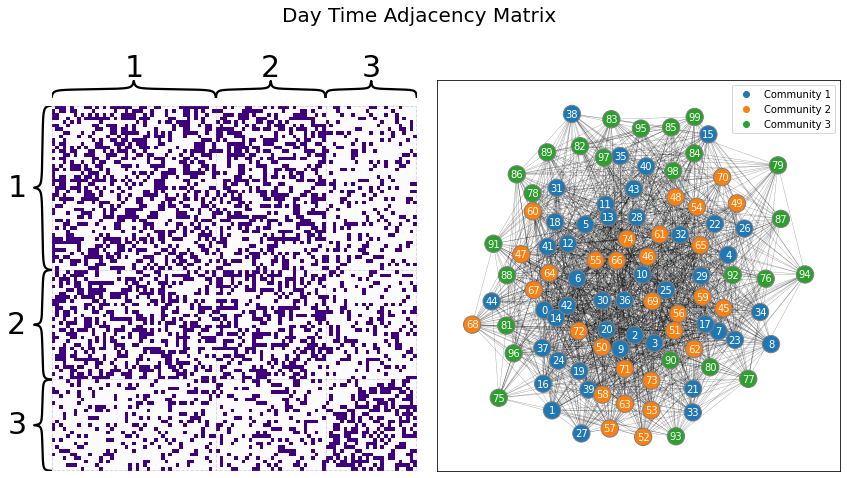 Day Time Adjacency Matrix
1 2 3
1
2
3
Community 1
Community 2
Community 3
38 83 95 85 99 15
89 82 97 35 40 98 84 79
86 78 31 43 48 54 70 49
60 18 5 11 13 28 22 26 87
91 47 41 12 74 61 32 65 4
88 64 55 66 46 10 29 92 76 94
67 6 25 59
44 0 42 14 30 36 69 56 45 34
68 81 72 20 2 51 17 7 23 8
96 37 50 9 3 62
24 19 71 90 80 77
16 39 58 73 21
75 1 63 53 33
27 57 52 93